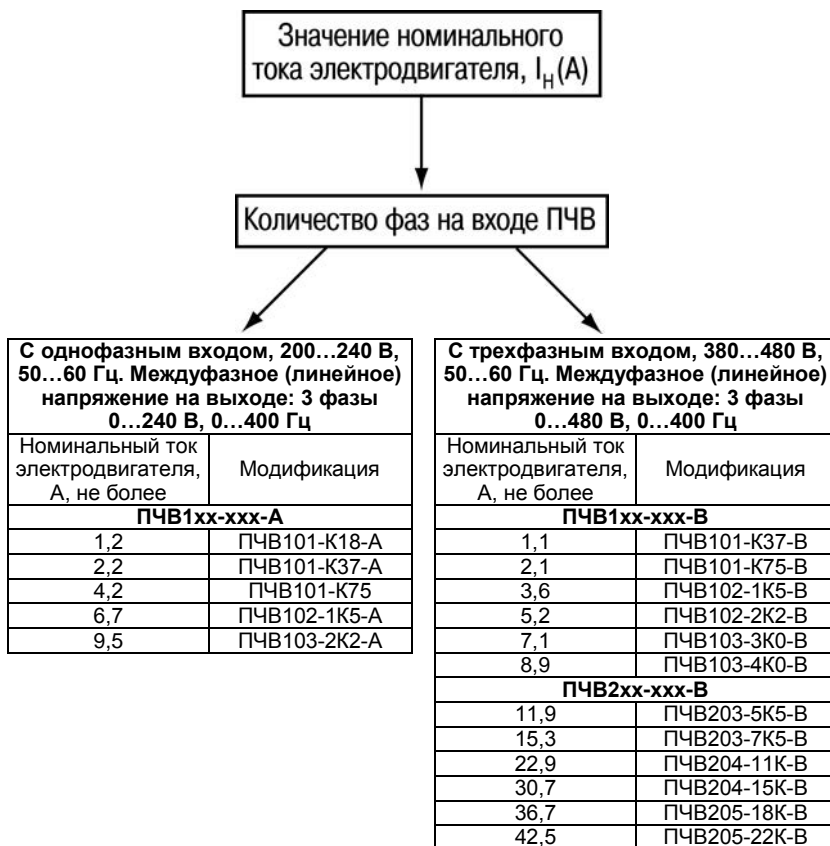 Значение номинального
тока электродвигателя, IН(А)
Количество фаз на входе ПЧВ
С однофазным входом, 200…240 В,
50…60 Гц. Междуфазное (линейное)
напряжение на выходе: 3 фазы
0…240 В, 0…400 Гц
Номинальный ток
электродвигателя,
А, не более
Модификация
ПЧВ1хх-ххх-А
1,2 ПЧВ101-К18-А
2,2 ПЧВ101-К37-А
4,2 ПЧВ101-К75
6,7 ПЧВ102-1К5-А
9,5 ПЧВ103-2К2-А
С трехфазным входом, 380…480 В,
50…60 Гц. Междуфазное (линейное)
напряжение на выходе: 3 фазы
0…480 В, 0…400 Гц
Номинальный ток
электродвигателя,
А, не более
Модификация
ПЧВ1хх-ххх-В
1,1 ПЧВ101-К37-В
2,1 ПЧВ101-К75-В
3,6 ПЧВ102-1К5-В
5,2 ПЧВ102-2К2-В
7,1 ПЧВ103-3К0-В
8,9 ПЧВ103-4К0-В
ПЧВ2хх-ххх-В
11,9 ПЧВ203-5К5-В
15,3 ПЧВ203-7К5-В
22,9 ПЧВ204-11К-В
30,7 ПЧВ204-15К-В
36,7 ПЧВ205-18К-В
42,5 ПЧВ205-22К-В